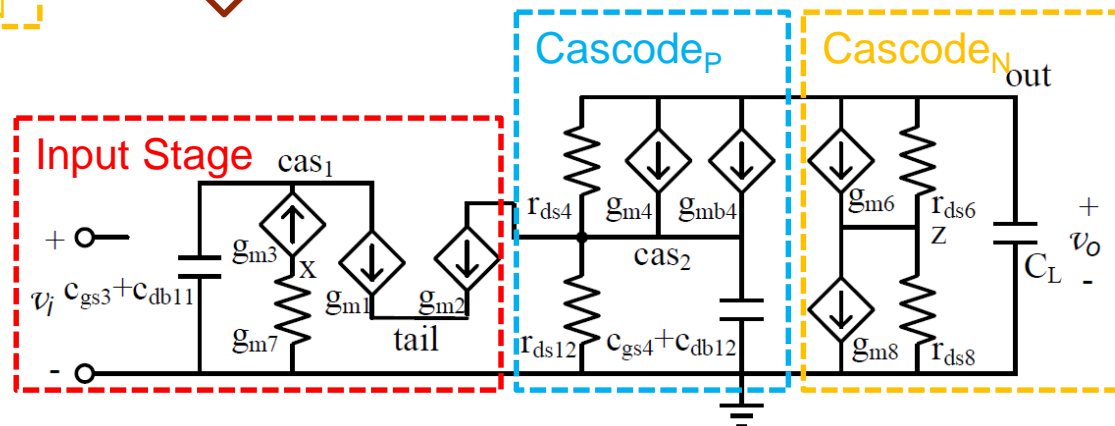 Cascode_P
Cascode_N
out
Input Stage
cas₁
g_m3
x
g_m1
g_m2
r_ds4
g_m4
g_mb4
g_m6
r_ds6
z
+
v_i
-
c_gs3+c_db11
g_m7
tail
cas₂
r_ds12
c_gs4+c_db12
g_m8
r_ds8
C_L
+
v_o
-